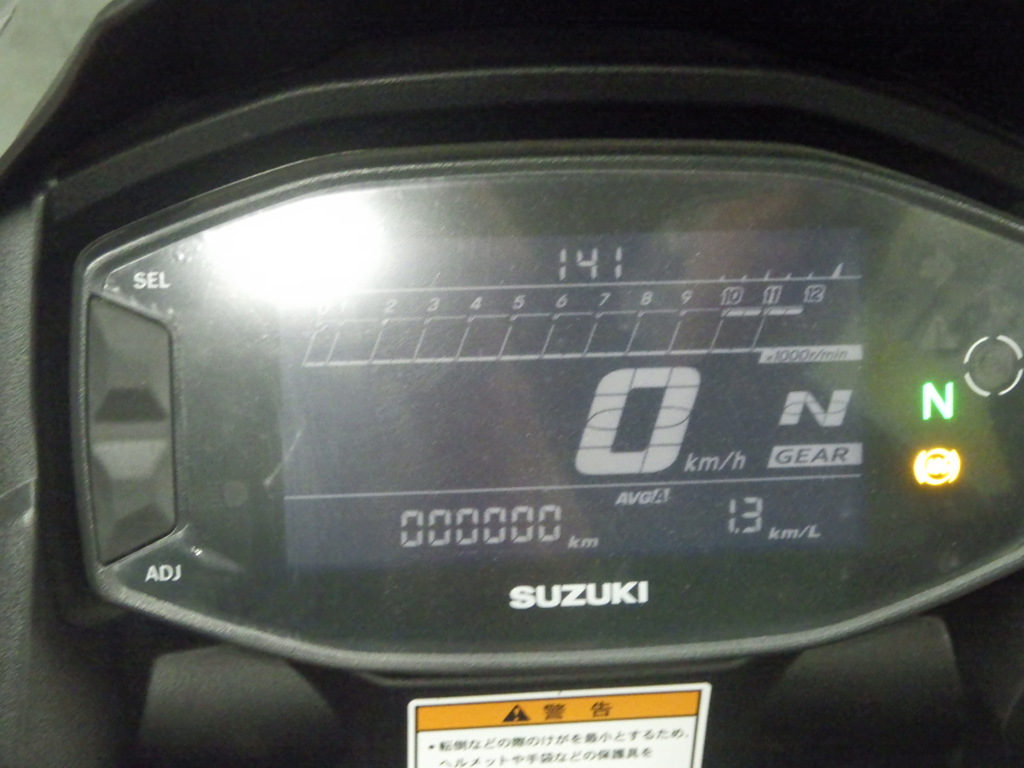 SEL
141
1 2 3 4 5 6 7 8 9 10 11 12
×1000r/min
0 km/h
N
GEAR
N
ABS
AVG A
000000 km
1.3 km/L
ADJ
SUZUKI
警告
・転倒などの際のけがを最小とするため、
ヘルメットや手袋などの保護具を